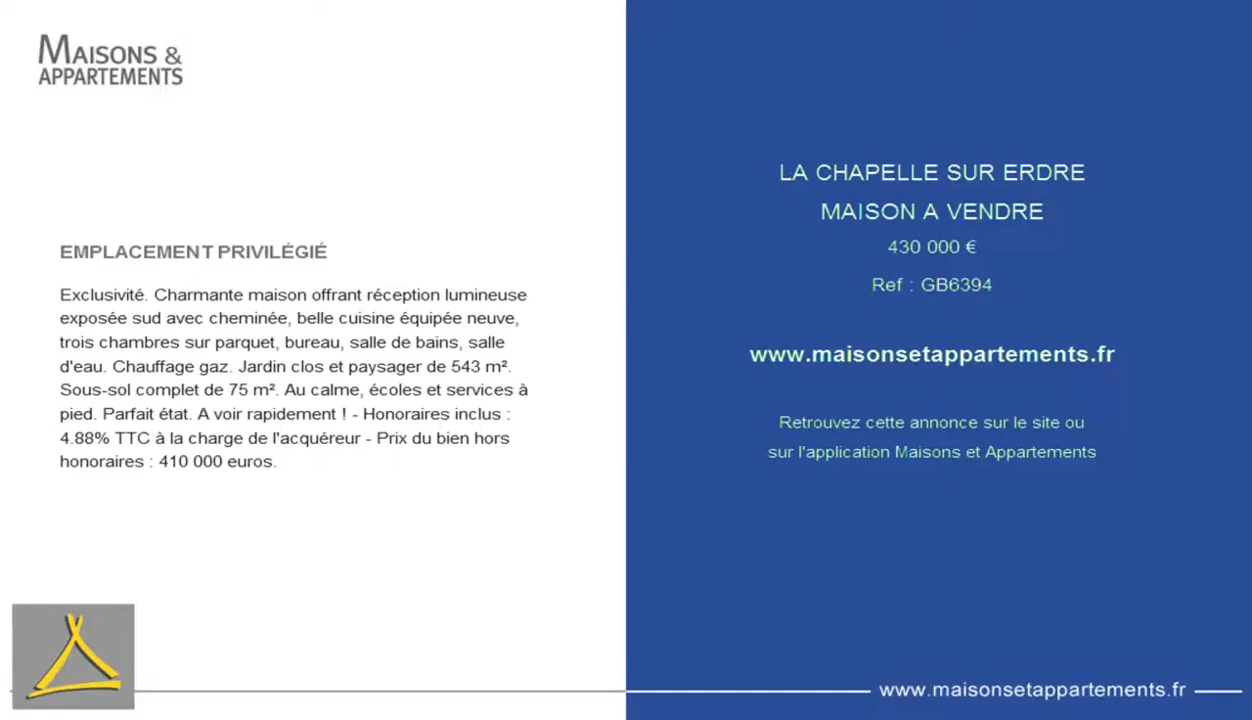 MAISONS &
APPARTEMENTS
EMPLACEMENT PRIVILÉGIÉ
Exclusivité. Charmante maison offrant réception lumineuse
exposée sud avec cheminée, belle cuisine équipée neuve,
trois chambres sur parquet, bureau, salle de bains, salle
d'eau. Chauffage gaz. Jardin clos et paysager de 543 m².
Sous-sol complet de 75 m². Au calme, écoles et services à
pied. Parfait état. A voir rapidement ! - Honoraires inclus :
4.88% TTC à la charge de l'acquéreur - Prix du bien hors
honoraires : 410 000 euros.
LA CHAPELLE SUR ERDRE
MAISON A VENDRE
430 000 €
Ref : GB6394
www.maisonsetappartements.fr
Retrouvez cette annonce sur le site ou
sur l'application Maisons et Appartements
www.maisonsetappartements.fr